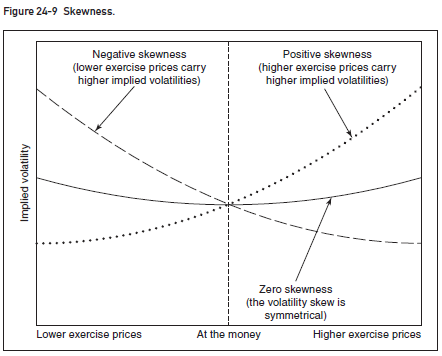 Figure 24-9 Skewness.
Negative skewness
(lower exercise prices carry
higher implied volatilities)
Positive skewness
(higher exercise prices carry
higher implied volatilities)
Implied volatility
Zero skewness
(the volatility skew is
symmetrical)
Lower exercise prices
At the money
Higher exercise prices